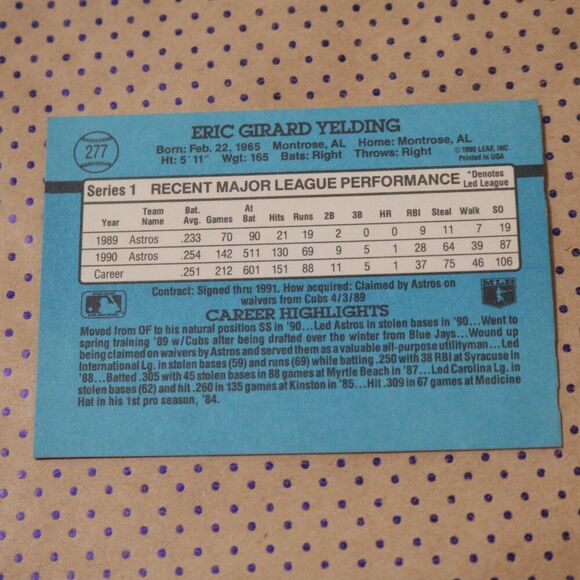 277
ERIC GIRARD YELDING
Born: Feb. 22, 1965 Montrose, AL Home: Montrose, AL
Ht: 5' 11" Wgt: 165 Bats: Right Throws: Right
© 1990 LEAF, INC.
Printed in USA
Series 1 RECENT MAJOR LEAGUE PERFORMANCE *Denotes Led League
Year Team Name Bat. Avg. Games At Bat Hits Runs 2B 3B HR RBI Steal Walk SO
1989 Astros .233 70 90 21 19 2 0 0 9 11 7 19
1990 Astros .254 142 511 130 69 9 5 1 28 64 39 87
Career .251 212 601 151 88 11 5 1 37 75 46 106
Contract: Signed thru 1991. How acquired: Claimed by Astros on
waivers from Cubs 4/3/89
CAREER HIGHLIGHTS
Moved from OF to his natural position SS in '90...Led Astros in stolen bases in '90...Went to
spring training '89 w/Cubs after being drafted over the winter from Blue Jays...Wound up
being claimed on waivers by Astros and served them as a valuable all-purpose utilityman...Led
International Lg. in stolen bases (59) and runs (69) while batting .250 with 38 RBI at Syracuse in
'88...Batted .305 with 45 stolen bases in 88 games at Myrtle Beach in '87...Led Carolina Lg. in
stolen bases (62) and hit .260 in 135 games at Kinston in '85...Hit .309 in 67 games at Medicine
Hat in his 1st pro season, '84.